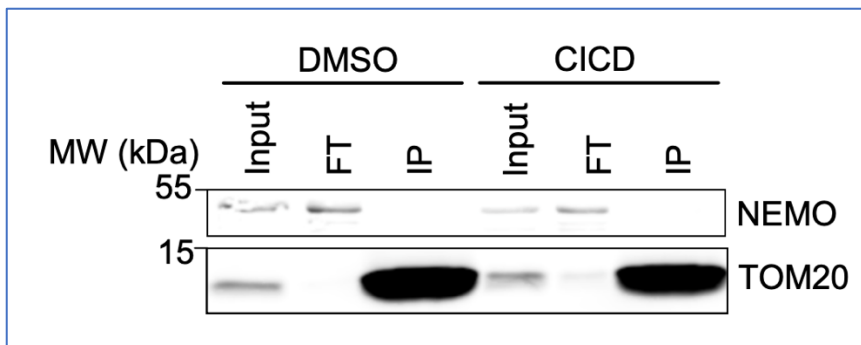 DMSO CICD
MW (kDa) Input FT IP Input FT IP
55 NEMO
15 TOM20